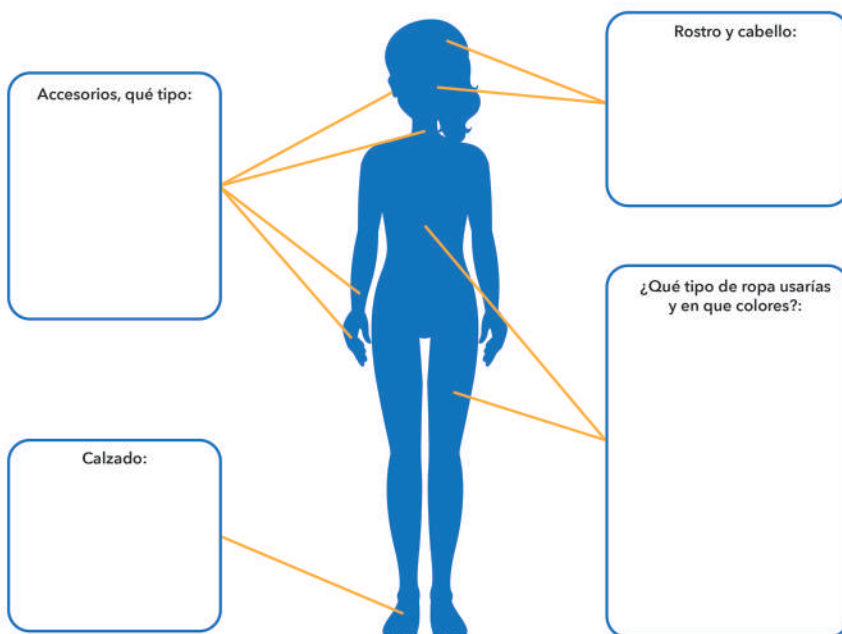 Accesorios, qué tipo:
Rostro y cabello:
¿Qué tipo de ropa usarías
y en que colores?:
Calzado: